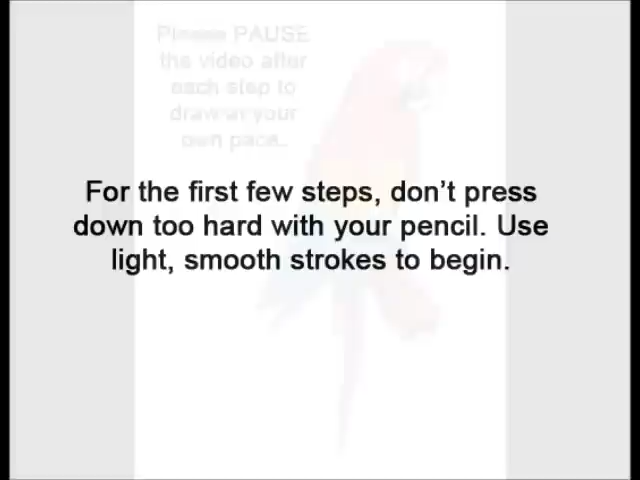 Please PAUSE
the video after
each step to
draw at your
own pace.
For the first few steps, don't press
down too hard with your pencil. Use
light, smooth strokes to begin.